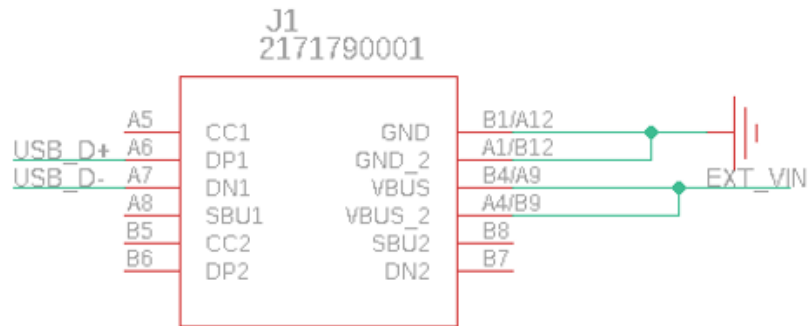 J1
2171790001
A5 CC1 GND B1/A12
USB_D+ A6 DP1 GND_2 A1/B12
USB_D- A7 DN1 VBUS B4/A9 EXT_VIN
A8 SBU1 VBUS_2 A4/B9
B5 CC2 SBU2 B8
B6 DP2 DN2 B7